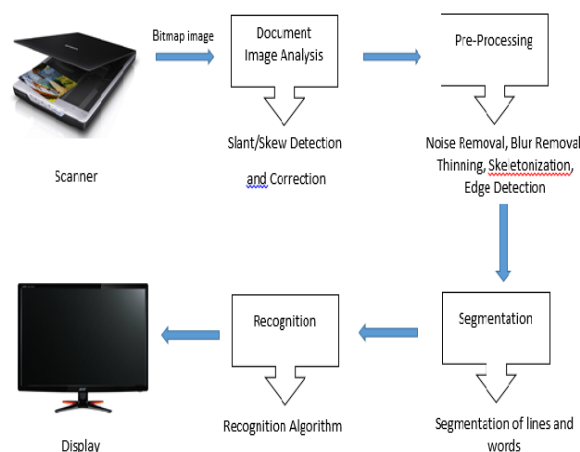 Bitmap image
Document
Image Analysis
Pre-Processing
Scanner
Slant/Skew Detection
and Correction
Noise Removal, Blur Removal
Thinning, Skeletonization,
Edge Detection
Recognition
Segmentation
Display
Recognition Algorithm
Segmentation of lines and
words